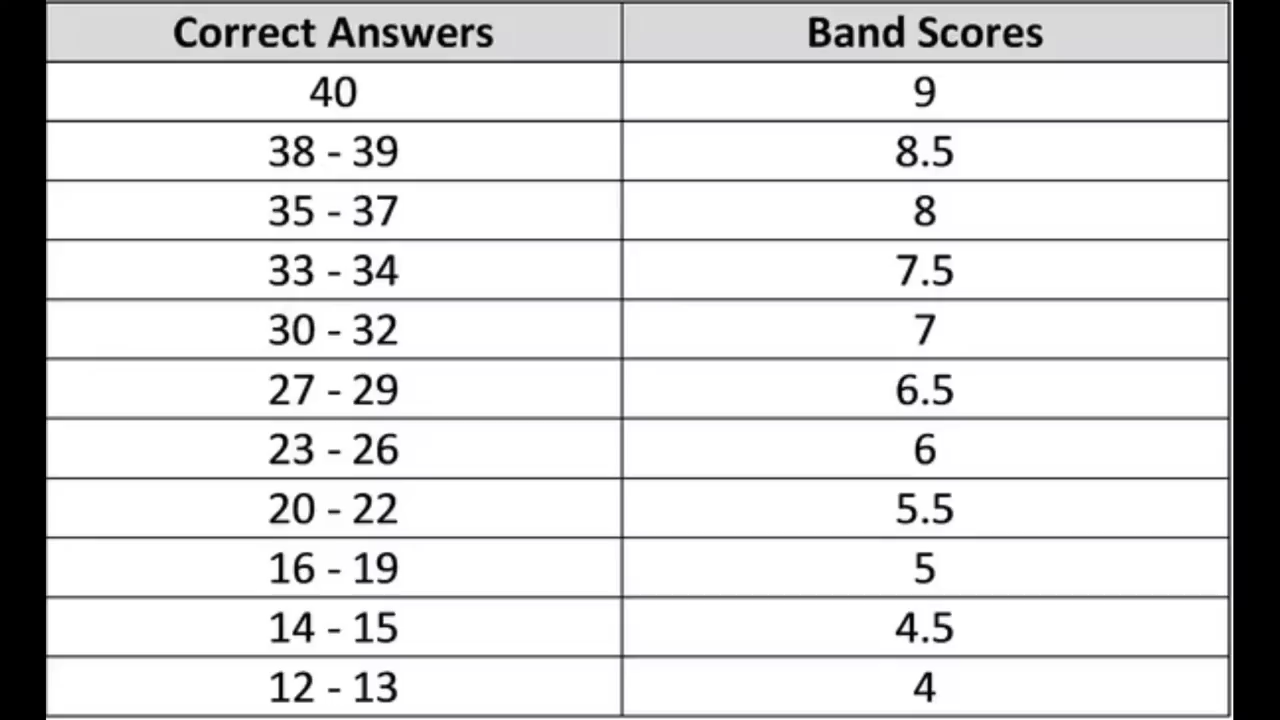 Correct Answers Band Scores
40 9
38 - 39 8.5
35 - 37 8
33 - 34 7.5
30 - 32 7
27 - 29 6.5
23 - 26 6
20 - 22 5.5
16 - 19 5
14 - 15 4.5
12 - 13 4